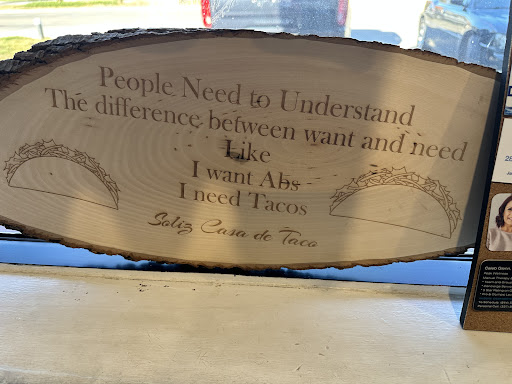 People Need to Understand
The difference between want and need
Like
I want Abs
I need Tacos
Soliz Casa de Taco